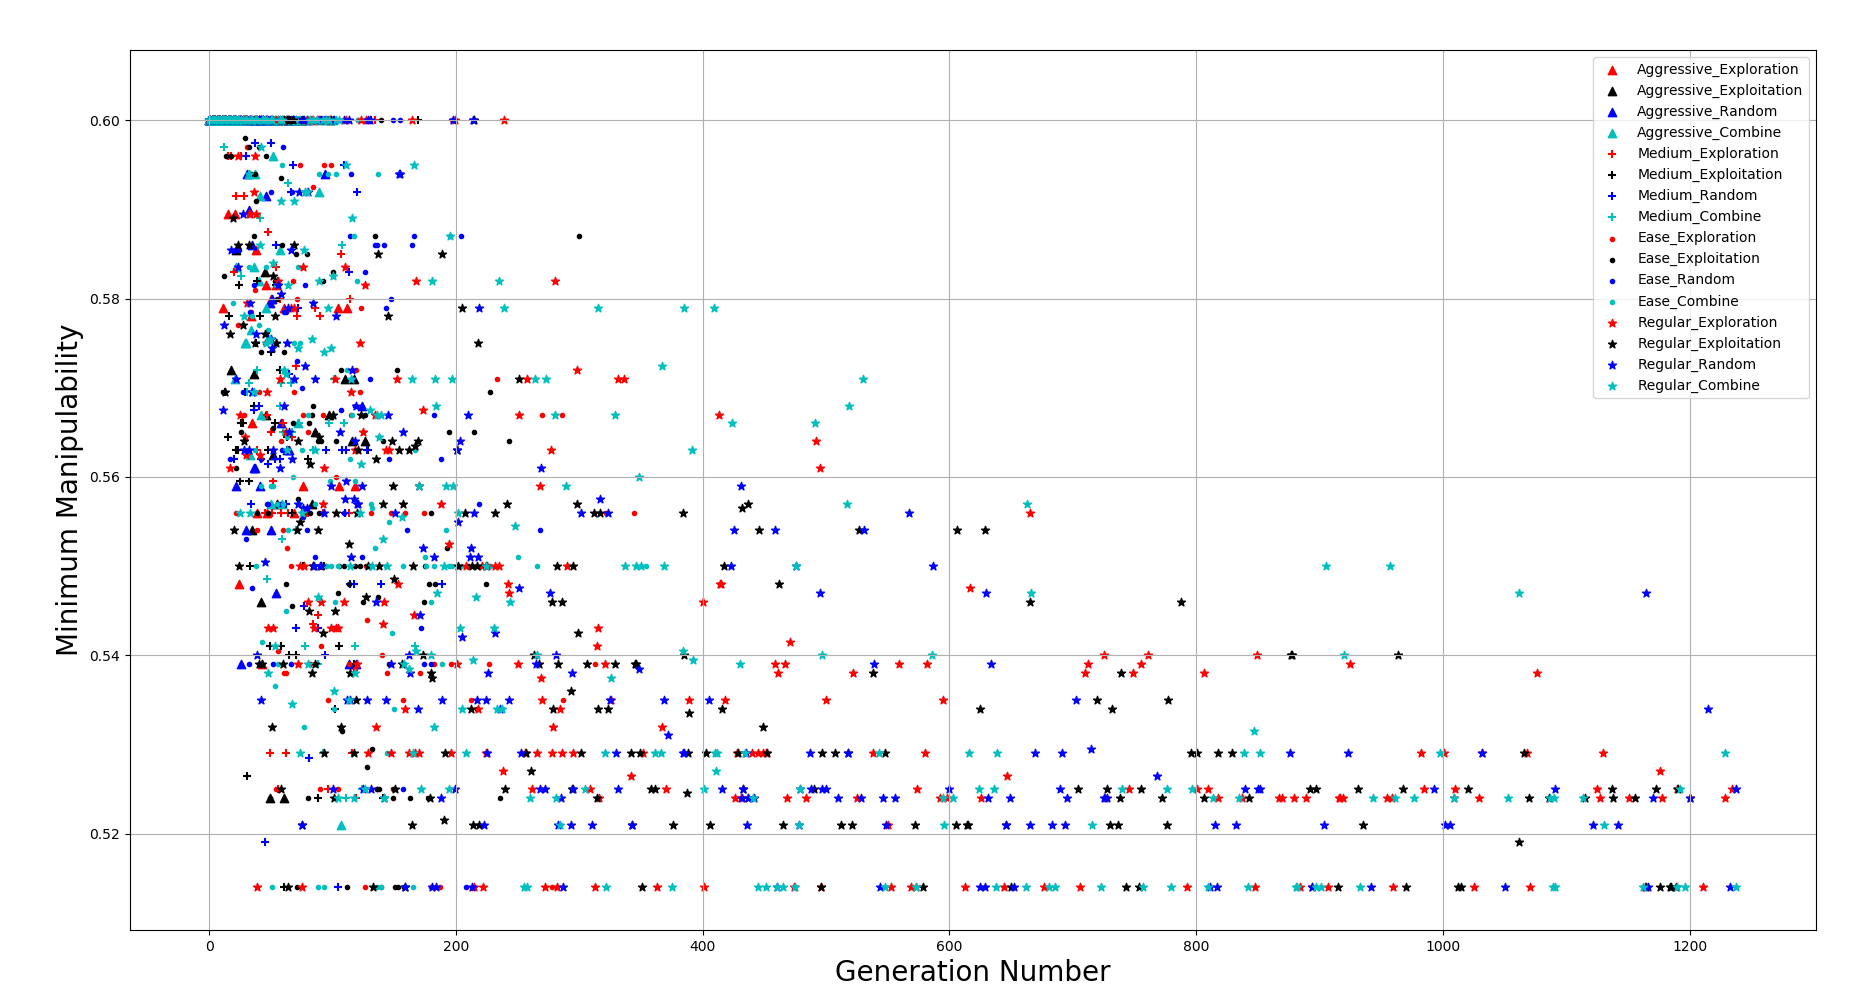 Aggressive_Exploration
Aggressive_Exploitation
Aggressive_Random
Aggressive_Combine
Medium_Exploration
Medium_Exploitation
Medium_Random
Medium_Combine
Ease_Exploration
Ease_Exploitation
Ease_Random
Ease_Combine
Regular_Exploration
Regular_Exploitation
Regular_Random
Regular_Combine
0.60
0.58
0.56
0.54
0.52
Minimum Manipulability
0 200 400 600 800 1000 1200
Generation Number